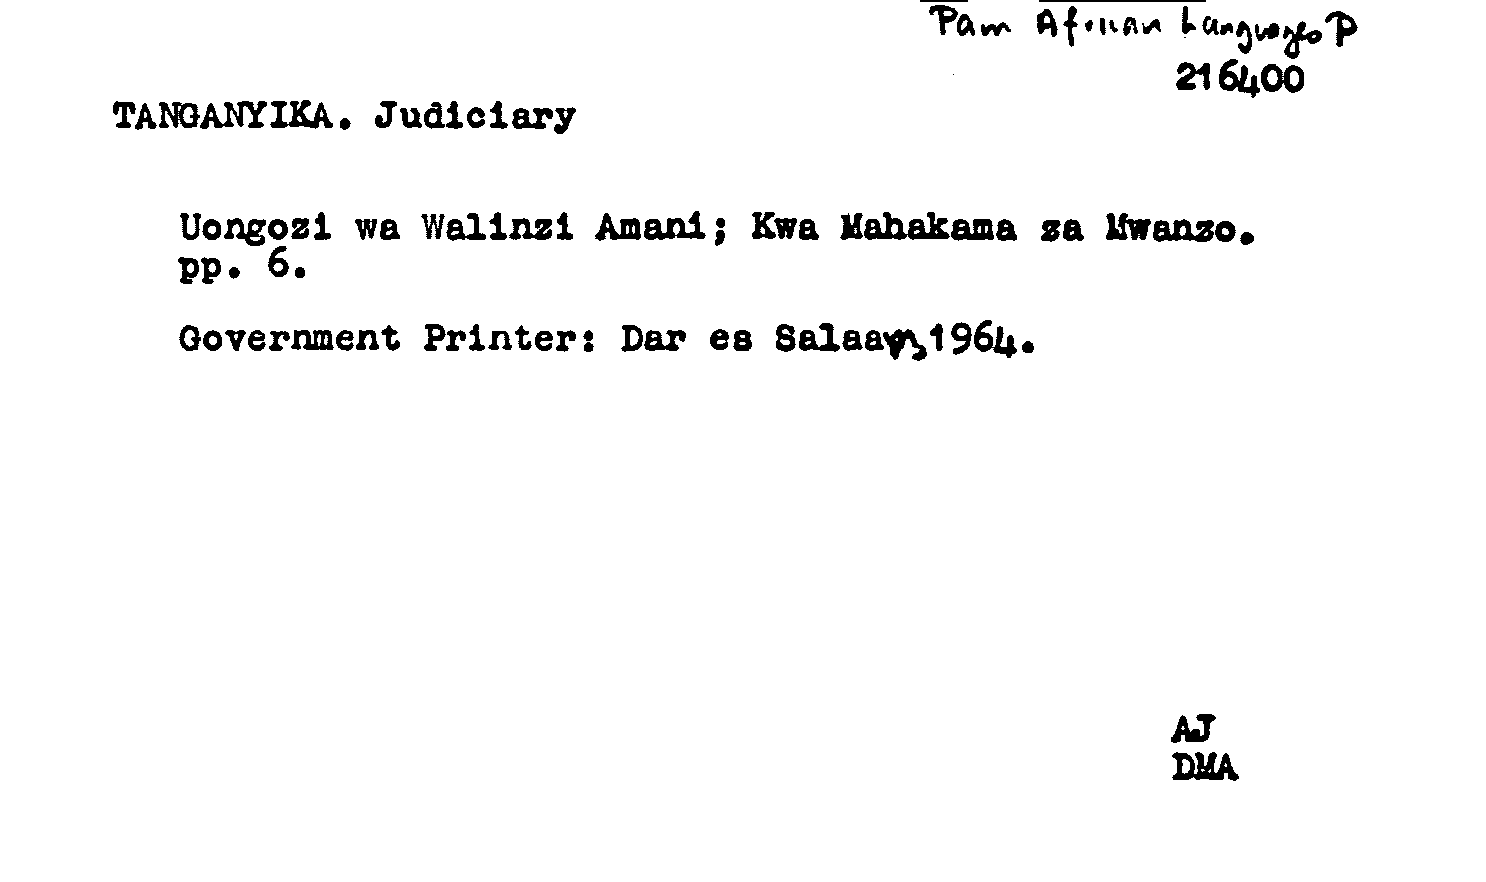 Pam African Languages P
216400
TANGANYIKA. Judiciary
Uongozi wa Walinzi Amani; Kwa Mahakama za Mwanzo.
pp. 6.
Government Printer: Dar es Salaam, 1964.
AJ
DMA